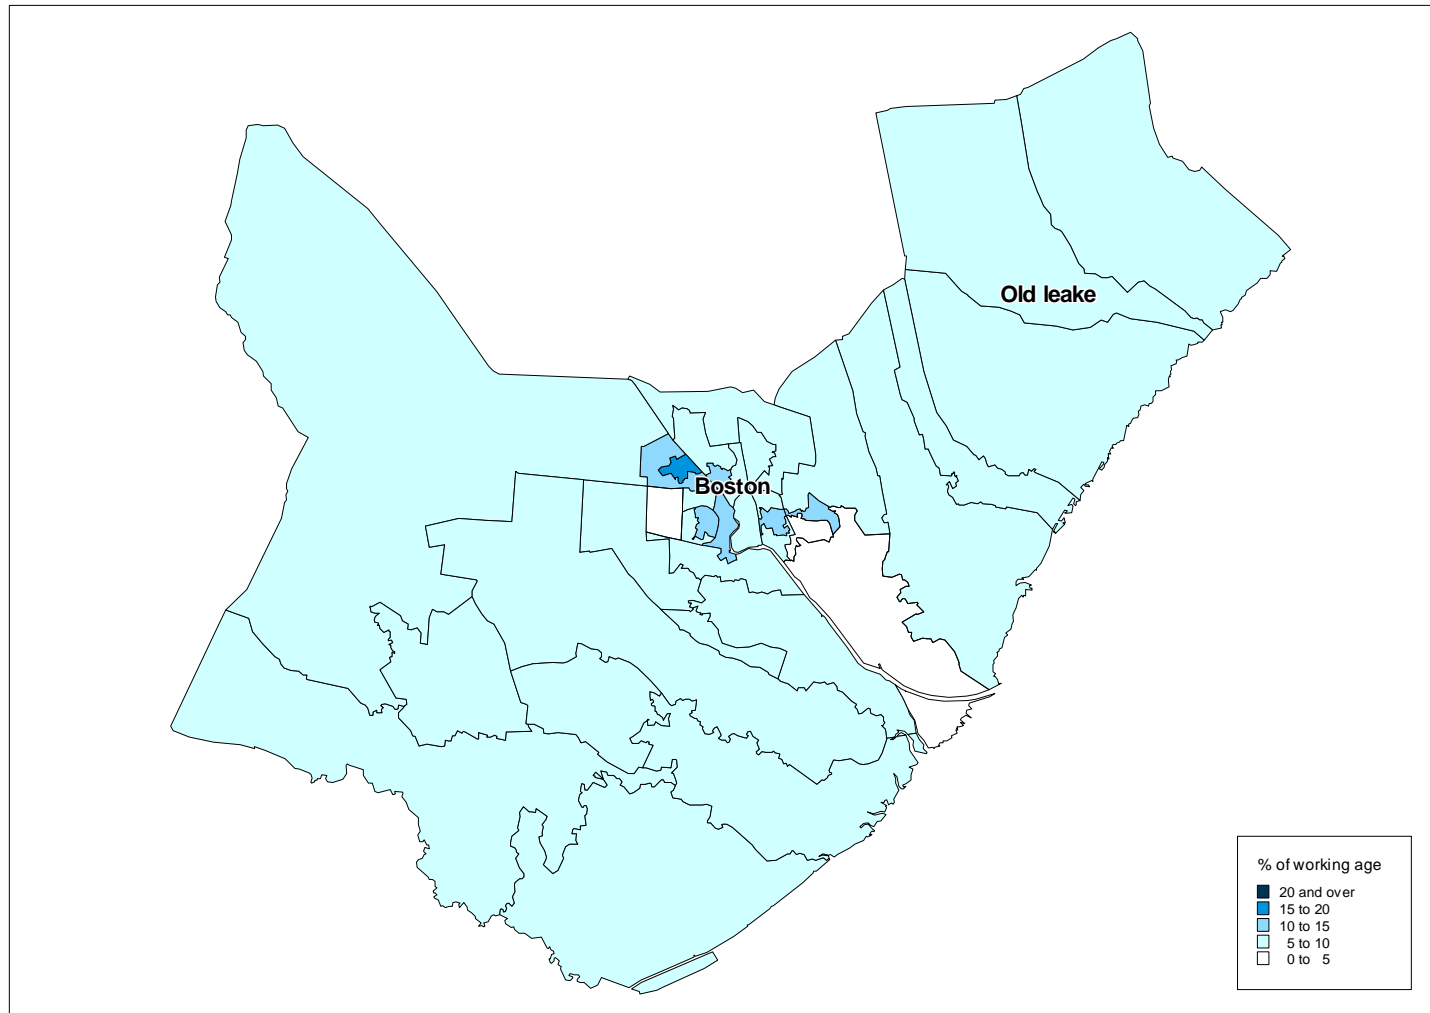 Old leake
Boston
% of working age
20 and over
15 to 20
10 to 15
5 to 10
0 to 5